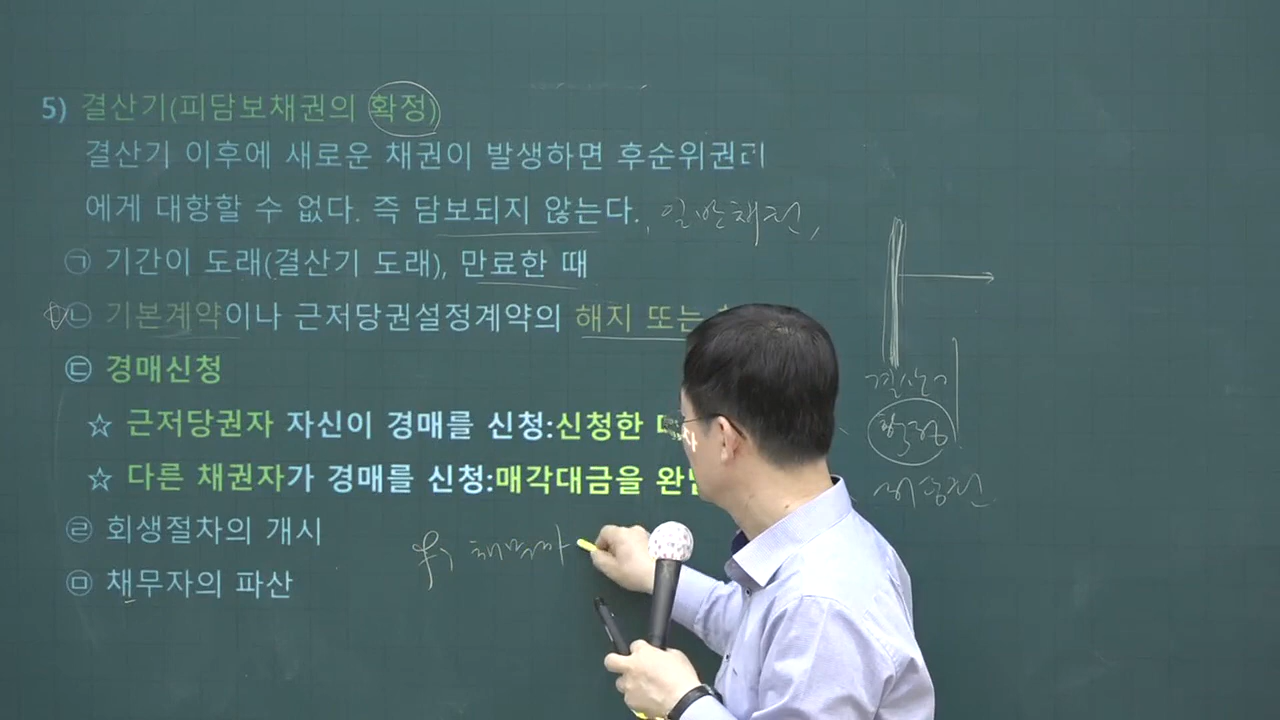 5) 결산기(피담보채권의 확정)
결산기 이후에 새로운 채권이 발생하면 후순위권리
에게 대항할 수 없다. 즉 담보되지 않는다. 일반채권,
㉠ 기간이 도래(결산기 도래), 만료한 때
㉡ 기본계약이나 근저당권설정계약의 해지 또는
결산기
㉢ 경매신청
☆ 근저당권자 자신이 경매를 신청:신청한
확정
☆ 다른 채권자가 경매를 신청:매각대금을
저당권
㉣ 회생절차의 개시
채무자
㉤ 채무자의 파산